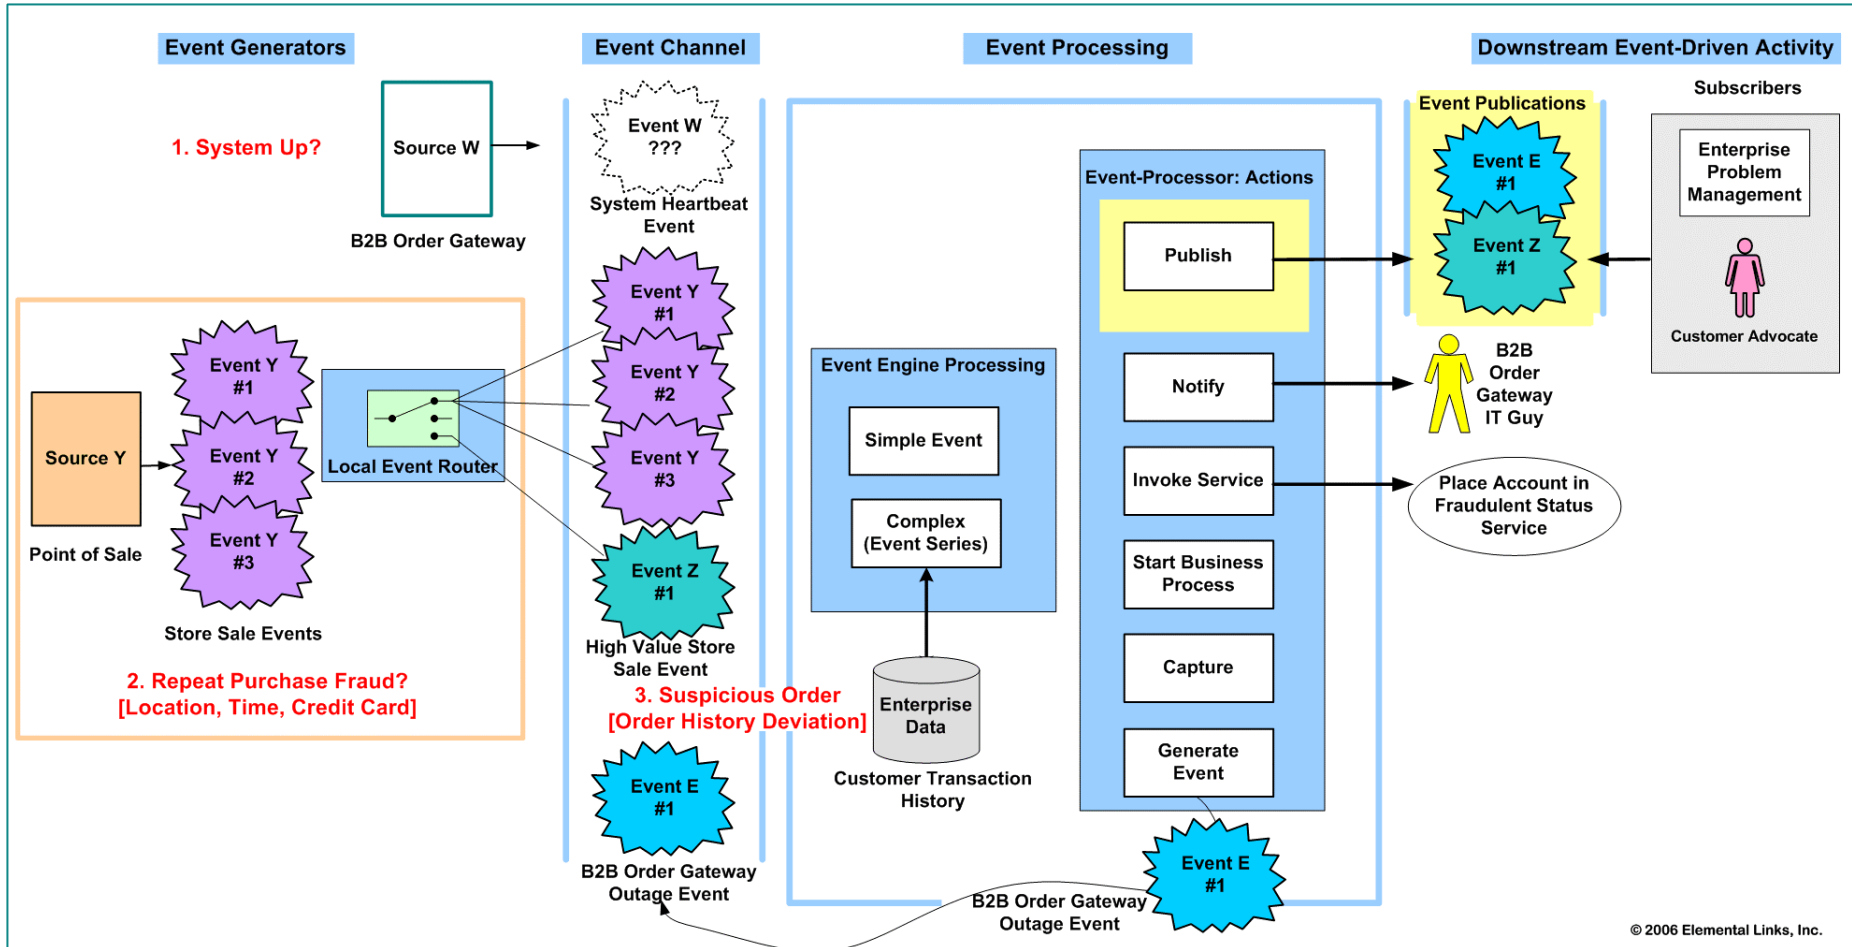 Event Generators
Event Channel
Event Processing
Downstream Event-Driven Activity
1. System Up?
Source W
B2B Order Gateway
Event W
???
System Heartbeat
Event
Source Y
Point of Sale
Event Y
#1
Event Y
#2
Event Y
#3
Store Sale Events
Local Event Router
2. Repeat Purchase Fraud?
[Location, Time, Credit Card]
Event Y
#1
Event Y
#2
Event Y
#3
Event Z
#1
High Value Store
Sale Event
3. Suspicious Order
[Order History Deviation]
Event E
#1
B2B Order Gateway
Outage Event
Event Engine Processing
Simple Event
Complex
(Event Series)
Enterprise
Data
Customer Transaction
History
Event-Processor: Actions
Publish
Notify
Invoke Service
Start Business
Process
Capture
Generate
Event
Event E
#1
B2B Order Gateway
Outage Event
Event Publications
Event E
#1
Event Z
#1
Subscribers
Enterprise
Problem
Management
Customer Advocate
B2B
Order
Gateway
IT Guy
Place Account in
Fraudulent Status
Service
© 2006 Elemental Links, Inc.